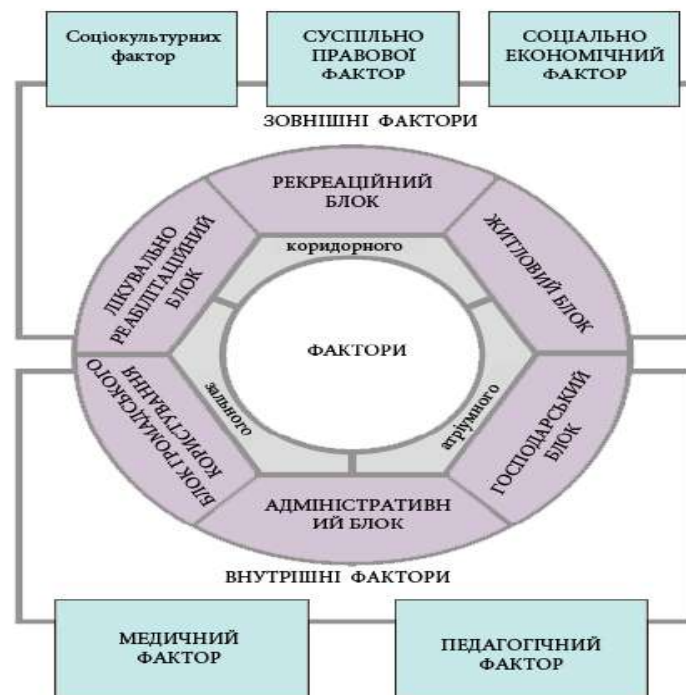 Соціокультурних
фактор
СУСПІЛЬНО
ПРАВОВОЇ
ФАКТОР
СОЦІАЛЬНО
ЕКОНОМІЧНИЙ
ФАКТОР
ЗОВНІШНІ ФАКТОРИ
РЕКРЕАЦІЙНИЙ
БЛОК
ЛІКУВАЛЬНО
РЕАБІЛІТАЦІЙНИЙ
БЛОК
коридорного
ЖИТЛОВИЙ БЛОК
ФАКТОРИ
зального
атріумного
БЛОК ГРОМАДСЬКОГО
КОРИСТУВАННЯ
ГОСПОДАРСЬКИЙ
БЛОК
АДМІНІСТРАТИВН
ИЙ БЛОК
ВНУТРІШНІ ФАКТОРИ
МЕДИЧНИЙ
ФАКТОР
ПЕДАГОГІЧНИЙ
ФАКТОР